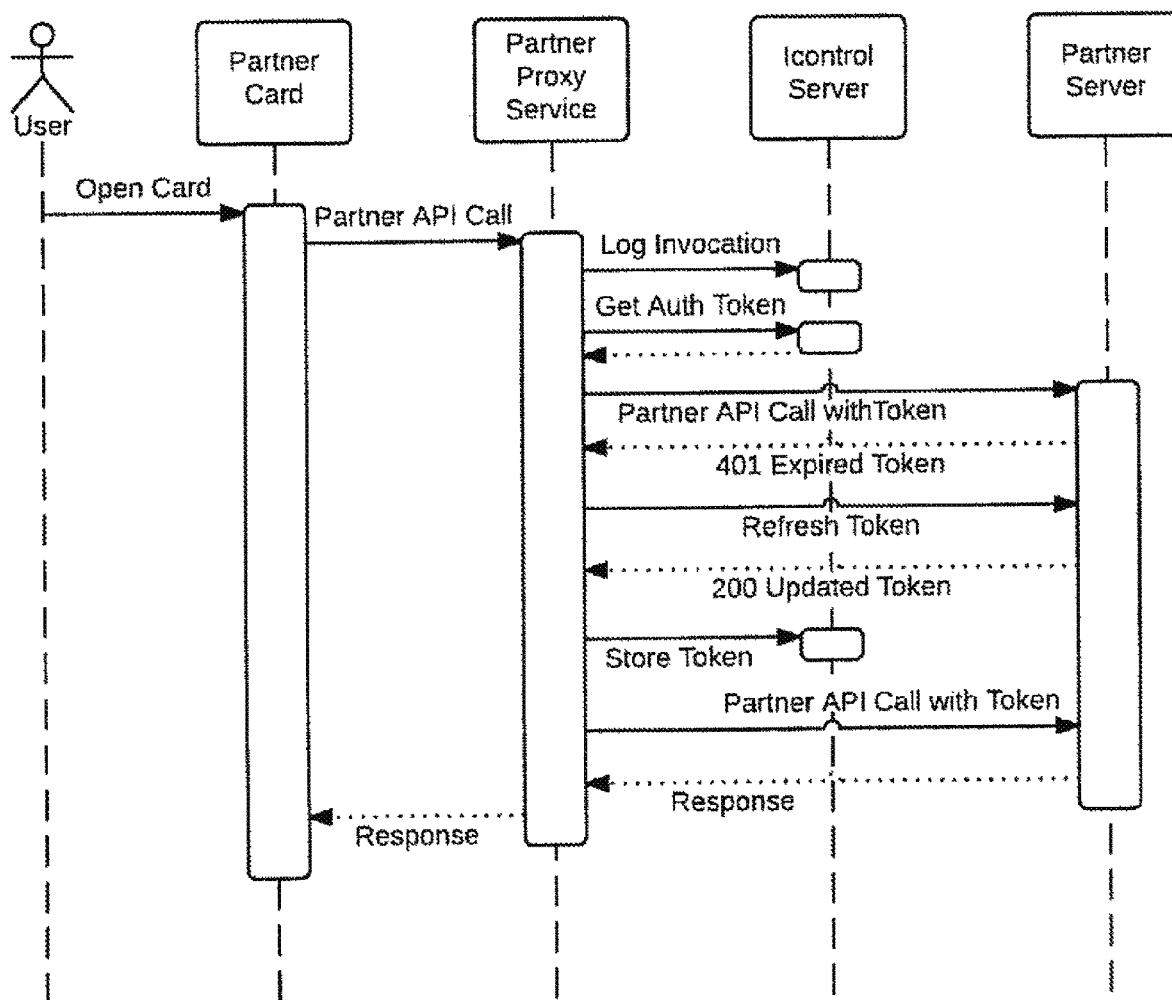 User
Partner
Card
Partner
Proxy
Service
Icontrol
Server
Partner
Server
Open Card
Partner API Call
Log Invocation
Get Auth Token
Partner API Call withToken
401 Expired Token
Refresh Token
200 Updated Token
Store Token
Partner API Call with Token
Response
Response